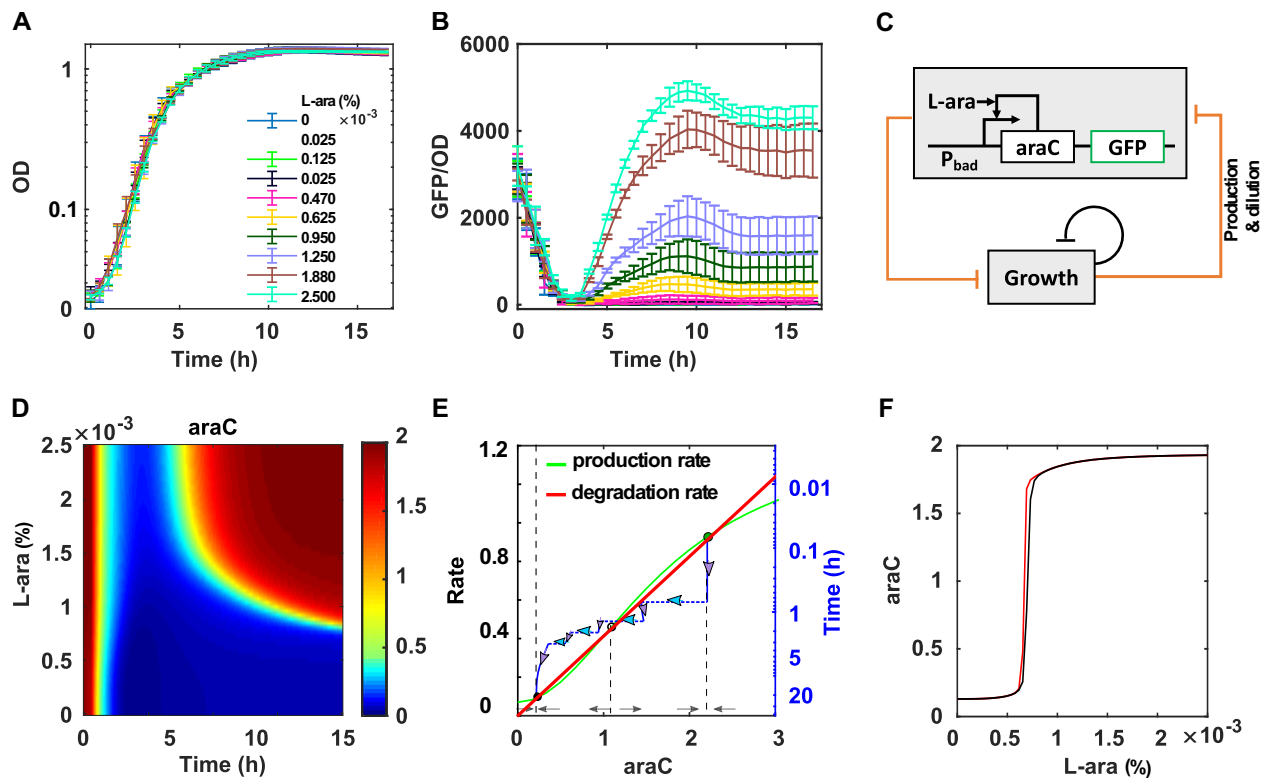 A
OD
1
0.1
0
L-ara (%)
0 ×10⁻³
0.025
0.125
0.025
0.470
0.625
0.950
1.250
1.880
2.500
0 5 10 15
Time (h)
B
GFP/OD
6000
4000
2000
0
0 5 10 15
Time (h)
C
L-ara
P_bad araC GFP
Growth
Production
& dilution
D
×10⁻³ araC
L-ara (%)
2.5
2
1.5
1
0.5
0
0 5 10 15
Time (h)
2
1.5
1
0.5
0
E
Rate
1.2
0.8
0.4
0
production rate
degradation rate
0 1 2 3
araC
0.01
0.1
1
5
20
Time (h)
F
araC
2
1.5
1
0.5
0
0 0.5 1 1.5 2 ×10⁻³
L-ara (%)